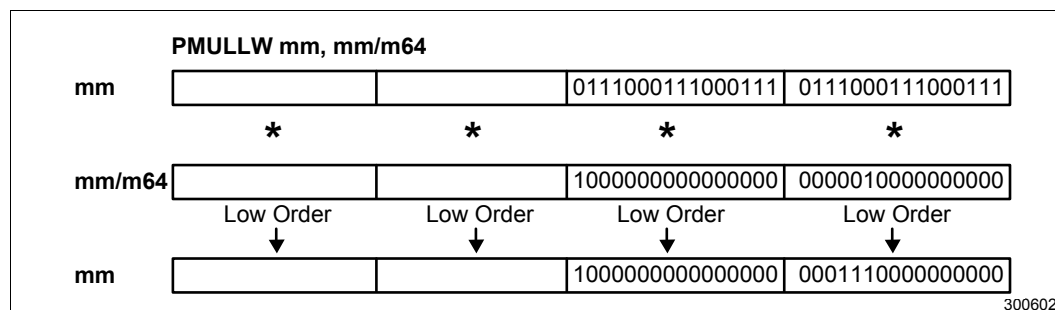 PMULLW mm, mm/m64
mm 0111000111000111 0111000111000111
* * * *
mm/m64 1000000000000000 0000010000000000
Low Order Low Order Low Order Low Order
mm 1000000000000000 0001110000000000
300602